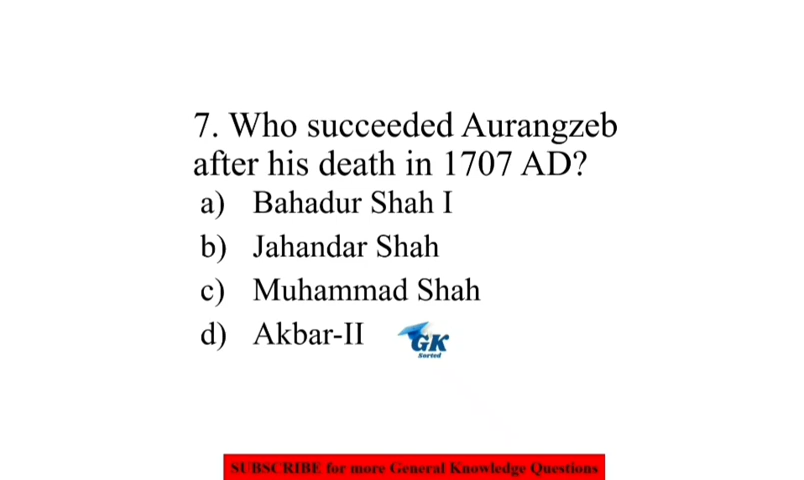 7. Who succeeded Aurangzeb
after his death in 1707 AD?
a) Bahadur Shah I
b) Jahandar Shah
c) Muhammad Shah
d) Akbar-II
GK
Sorted
SUBSCRIBE for more General Knowledge Questions